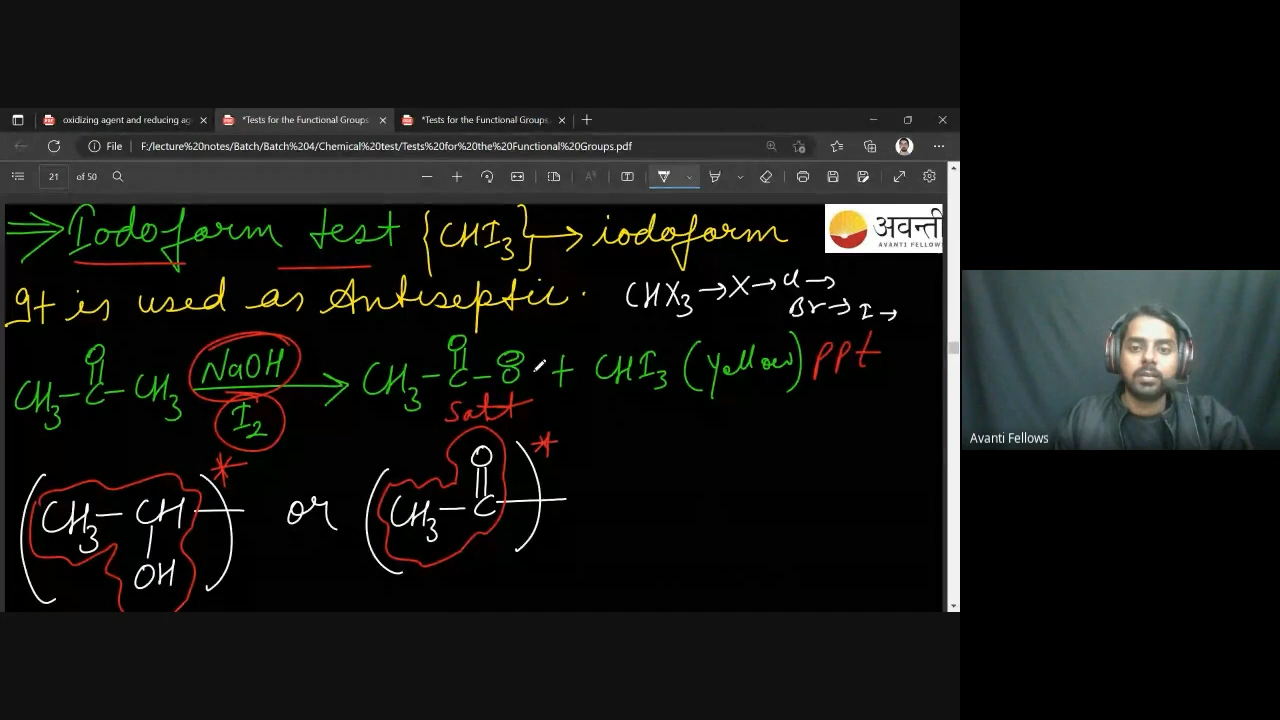 oxidizing agent and reducing ag
*Tests for the Functional Groups
*Tests for the Functional Groups
File F:/lecture%20notes/Batch/Batch%204/Chemical%20test/Tests%20for%20the%20Functional%20Groups.pdf
21 of 50
⇒ Iodoform test {CHI3} → iodoform
अवन्ती
AVANTI FELLOW
It is used as Antiseptic.
CHX3 → X → Cl →
Br → I →
O
CH3 – C – CH3 NaOH I2 → CH3 – C – O + CHI3 (Yellow) ppt
O
salt
(CH3 – CH –)* or (CH3 – C –)*
O
OH
Avanti Fellows